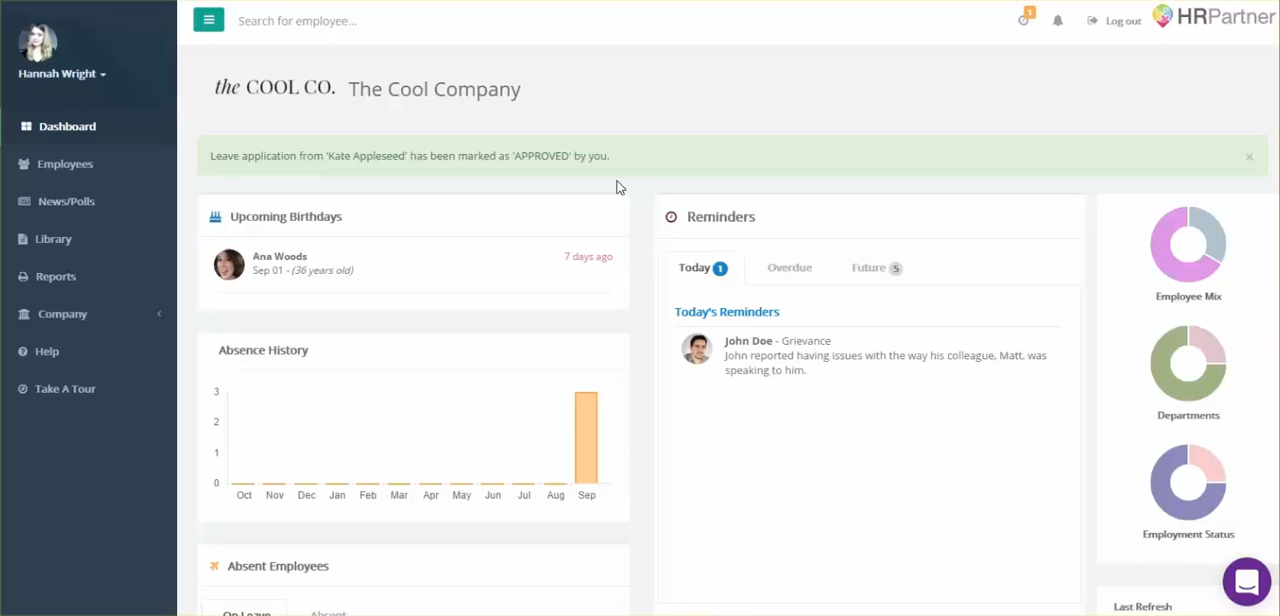 Hannah Wright
Dashboard
Employees
News/Polls
Library
Reports
Company
Help
Take A Tour
Search for employee...
1
Log out
HRPartner
the COOL CO. The Cool Company
Leave application from 'Kate Appleseed' has been marked as 'APPROVED' by you.
×
Upcoming Birthdays
Ana Woods
7 days ago
Sep 01 - (36 years old)
Absence History
3
2
1
0
Oct Nov Dec Jan Feb Mar Apr May Jun Jul Aug Sep
Absent Employees
On Leave Absent
Reminders
Today 1 Overdue Future 5
Today's Reminders
John Doe - Grievance
John reported having issues with the way his colleague, Matt, was
speaking to him.
Employee Mix
Departments
Employment Status
Last Refresh